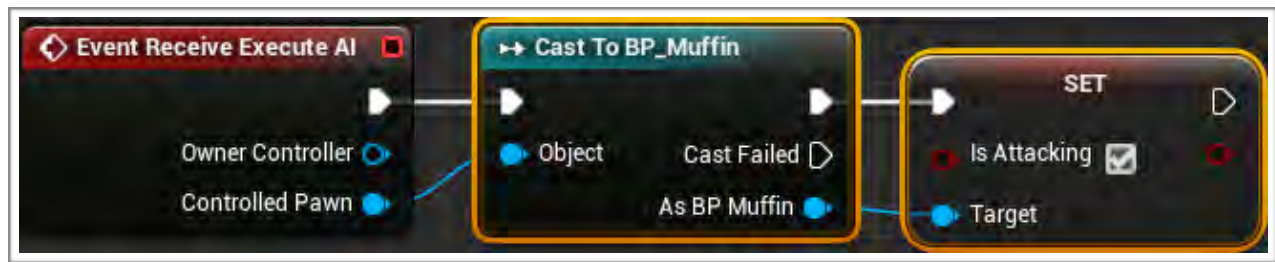 Event Receive Execute AI
Owner Controller
Controlled Pawn
Cast To BP_Muffin
Object
Cast Failed
As BP Muffin
SET
Is Attacking
Target